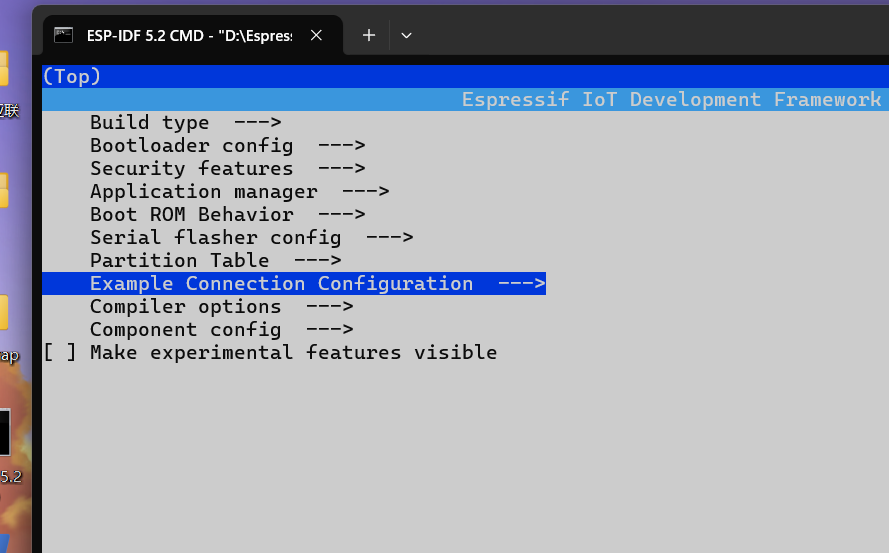 ESP-IDF 5.2 CMD - "D:\Espres
(Top)
Espressif IoT Development Framework
Build type --->
Bootloader config --->
Security features --->
Application manager --->
Boot ROM Behavior --->
Serial flasher config --->
Partition Table --->
Example Connection Configuration --->
Compiler options --->
Component config --->
[ ] Make experimental features visible
联
ap
5.2